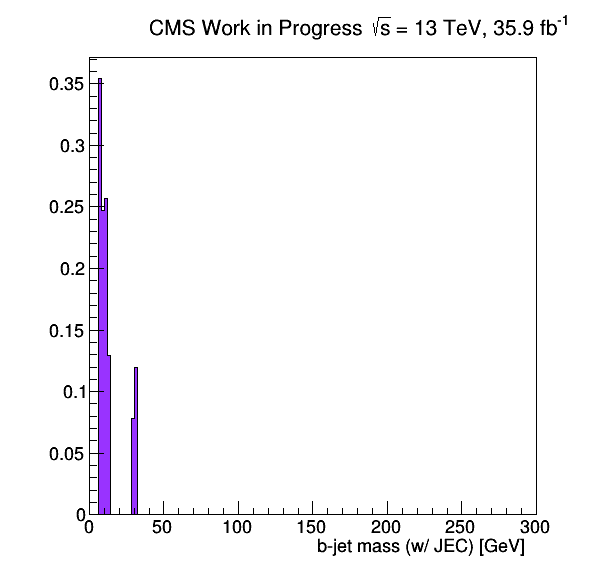 CMS Work in Progress √s = 13 TeV, 35.9 fb⁻¹
0.35
0.3
0.25
0.2
0.15
0.1
0.05
0
0 50 100 150 200 250 300
b-jet mass (w/ JEC) [GeV]